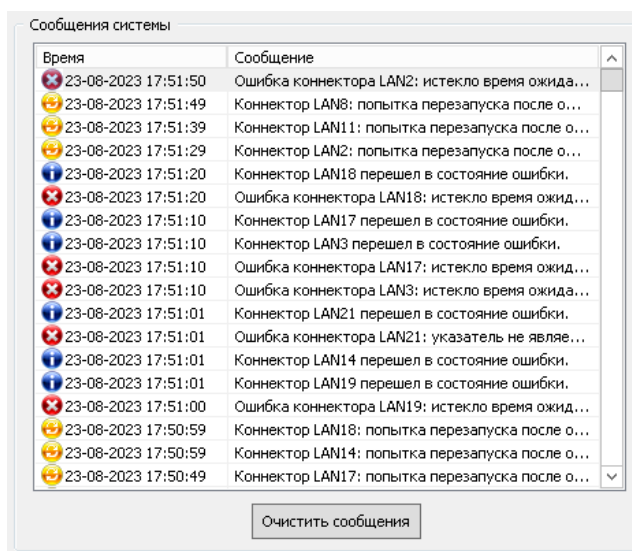 Сообщения системы
Время Сообщение
23-08-2023 17:51:50 Ошибка коннектора LAN2: истекло время ожида...
23-08-2023 17:51:49 Коннектор LAN8: попытка перезапуска после о...
23-08-2023 17:51:39 Коннектор LAN11: попытка перезапуска после о...
23-08-2023 17:51:29 Коннектор LAN2: попытка перезапуска после о...
23-08-2023 17:51:20 Коннектор LAN18 перешел в состояние ошибки.
23-08-2023 17:51:20 Ошибка коннектора LAN18: истекло время ожид...
23-08-2023 17:51:10 Коннектор LAN17 перешел в состояние ошибки.
23-08-2023 17:51:10 Коннектор LAN3 перешел в состояние ошибки.
23-08-2023 17:51:10 Ошибка коннектора LAN17: истекло время ожид...
23-08-2023 17:51:10 Ошибка коннектора LAN3: истекло время ожида...
23-08-2023 17:51:01 Коннектор LAN21 перешел в состояние ошибки.
23-08-2023 17:51:01 Ошибка коннектора LAN21: указатель не являе...
23-08-2023 17:51:01 Коннектор LAN14 перешел в состояние ошибки.
23-08-2023 17:51:01 Коннектор LAN19 перешел в состояние ошибки.
23-08-2023 17:51:00 Ошибка коннектора LAN19: истекло время ожид...
23-08-2023 17:50:59 Коннектор LAN18: попытка перезапуска после о...
23-08-2023 17:50:59 Коннектор LAN14: попытка перезапуска после о...
23-08-2023 17:50:49 Коннектор LAN17: попытка перезапуска после о...
Очистить сообщения